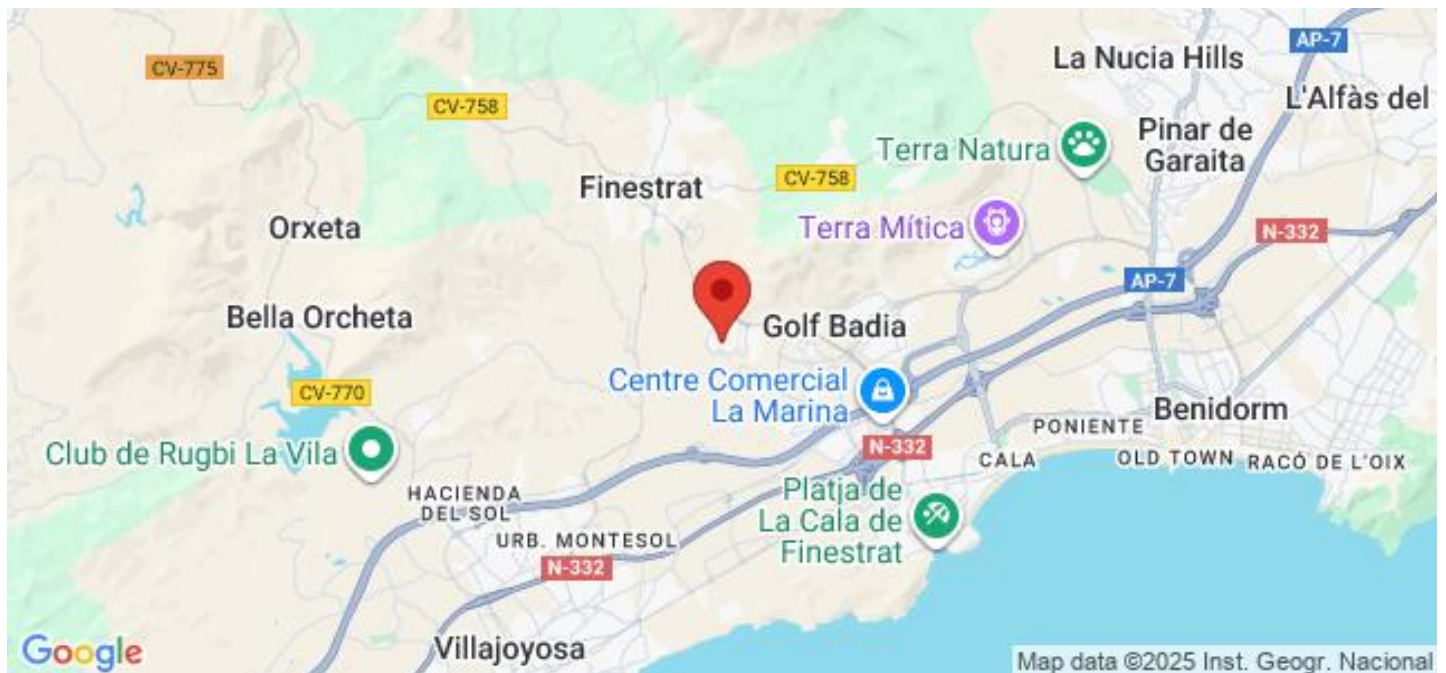 AP-7
La Nucia Hills
CV-775
L'Alfàs del
CV-758
Pinar de
Garaita
Terra Natura
CV-758
Finestrat
Orxeta
Terra Mítica
N-332
AP-7
Bella Orcheta
Golf Badia
Centre Comercial
La Marina
CV-770
Benidorm
PONIENTE
N-332
Club de Rugbi La Vila
CALA
OLD TOWN
RACÓ DE L'OIX
HACIENDA
DEL SOL
Platja de
La Cala de
Finestrat
URB. MONTESOL
N-332
Villajoyosa
Google
Map data ©2025 Inst. Geogr. Nacional